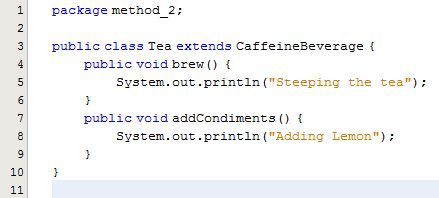 1 package method_2;
2
3 public class Tea extends CaffeineBeverage {
4     public void brew() {
5         System.out.println("Steeping the tea");
6     }
7     public void addCondiments() {
8         System.out.println("Adding Lemon");
9     }
10 }
11